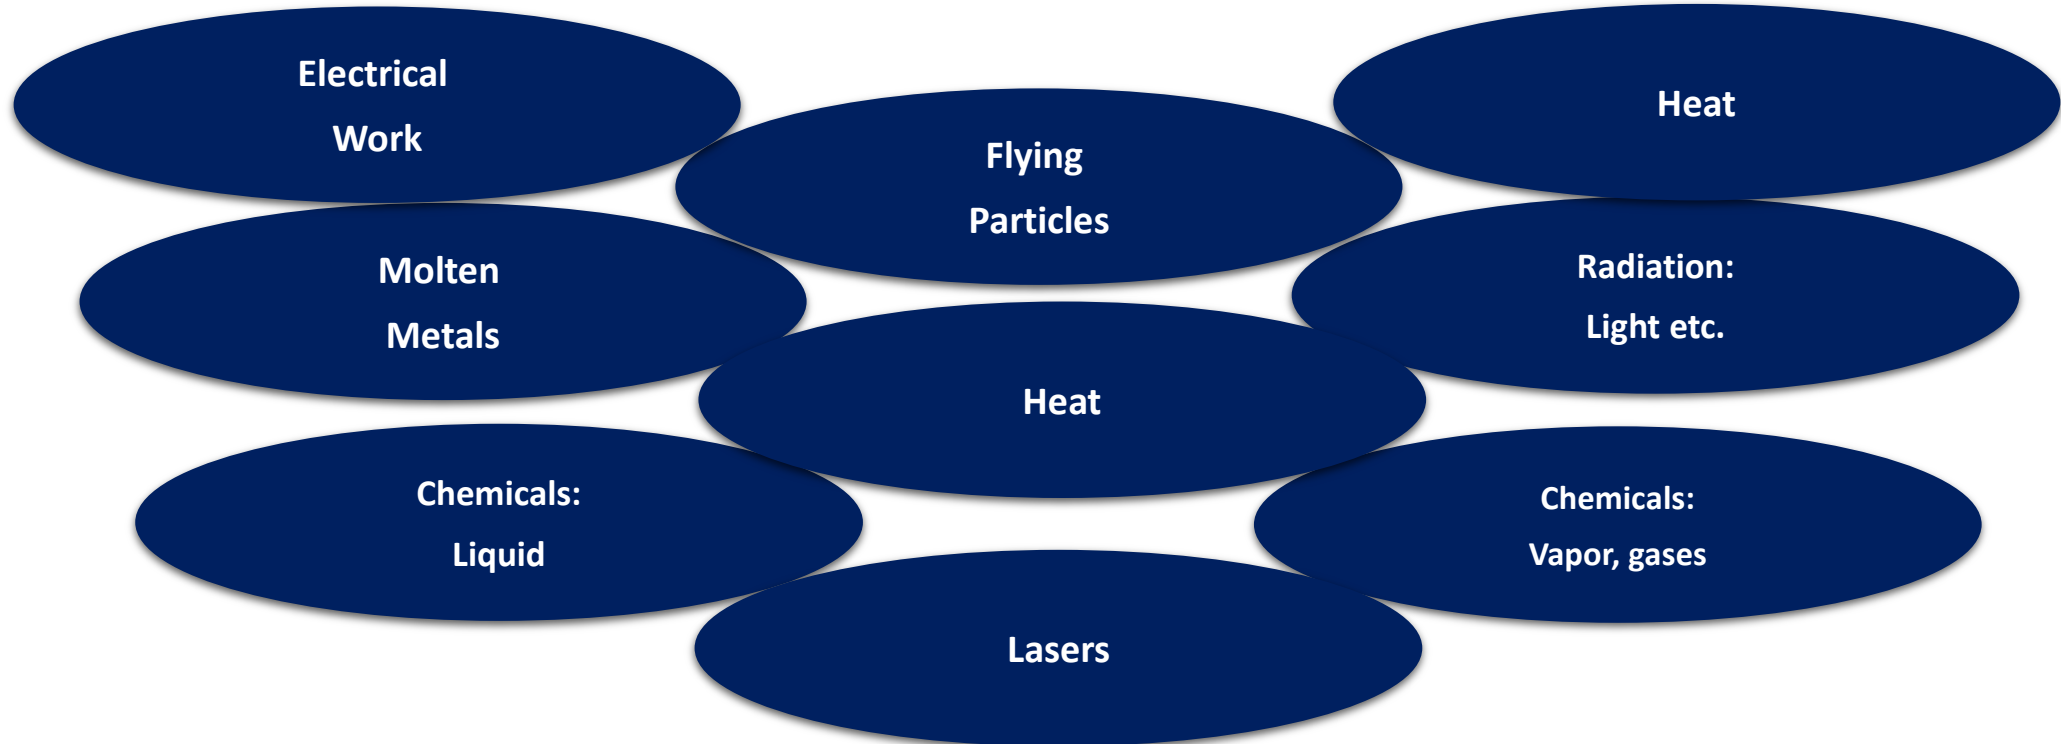 Electrical
Work
Flying
Particles
Heat
Molten
Metals
Radiation:
Light etc.
Heat
Chemicals:
Liquid
Chemicals:
Vapor, gases
Lasers